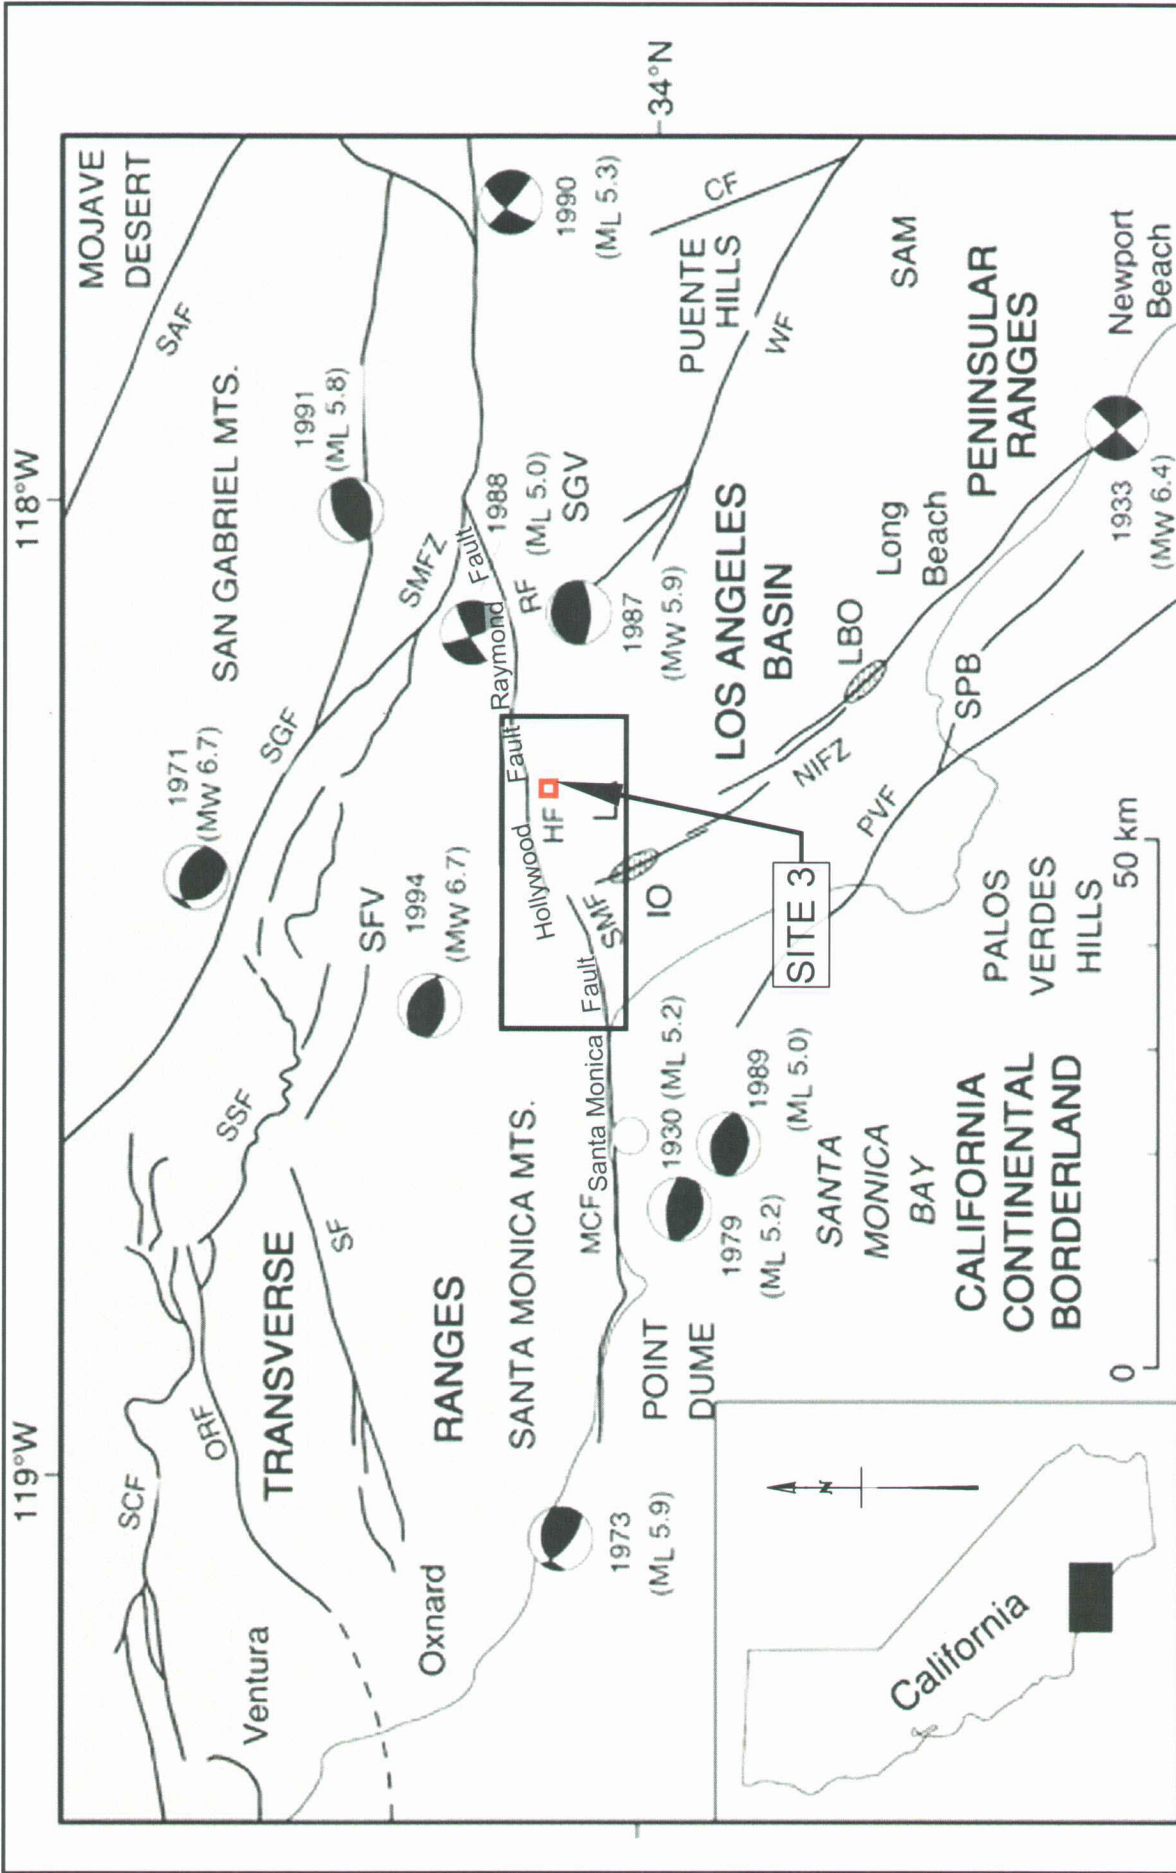 119°W
118°W
34°N
MOJAVE
DESERT
SAF
SAN GABRIEL MTS.
1971
(MW 6.7)
1991
(ML 5.8)
SCF
ORF
SSF
SGF
SMFZ
Ventura
TRANSVERSE
SF
SFV
1994
(MW 6.7)
1988
(ML 5.0)
SGV
1990
(ML 5.3)
Oxnard
RANGES
SANTA MONICA MTS.
Hollywood Fault
Raymond Fault
RF
HF
1973
(ML 5.9)
MCF
Santa Monica Fault
SMF
L
1987
(MW 5.9)
PUENTE
HILLS
CF
POINT
DUME
1930 (ML 5.2)
IO
LOS ANGELES
BASIN
WF
1979
(ML 5.2)
1989
(ML 5.0)
SITE 3
NIFZ
LBO
Long
Beach
SAM
SANTA
MONICA
BAY
PVF
SPB
PENINSULAR
RANGES
CALIFORNIA
CONTINENTAL
BORDERLAND
PALOS
VERDES
HILLS
1933
(MW 6.4)
Newport
Beach
N
California
0
50 km